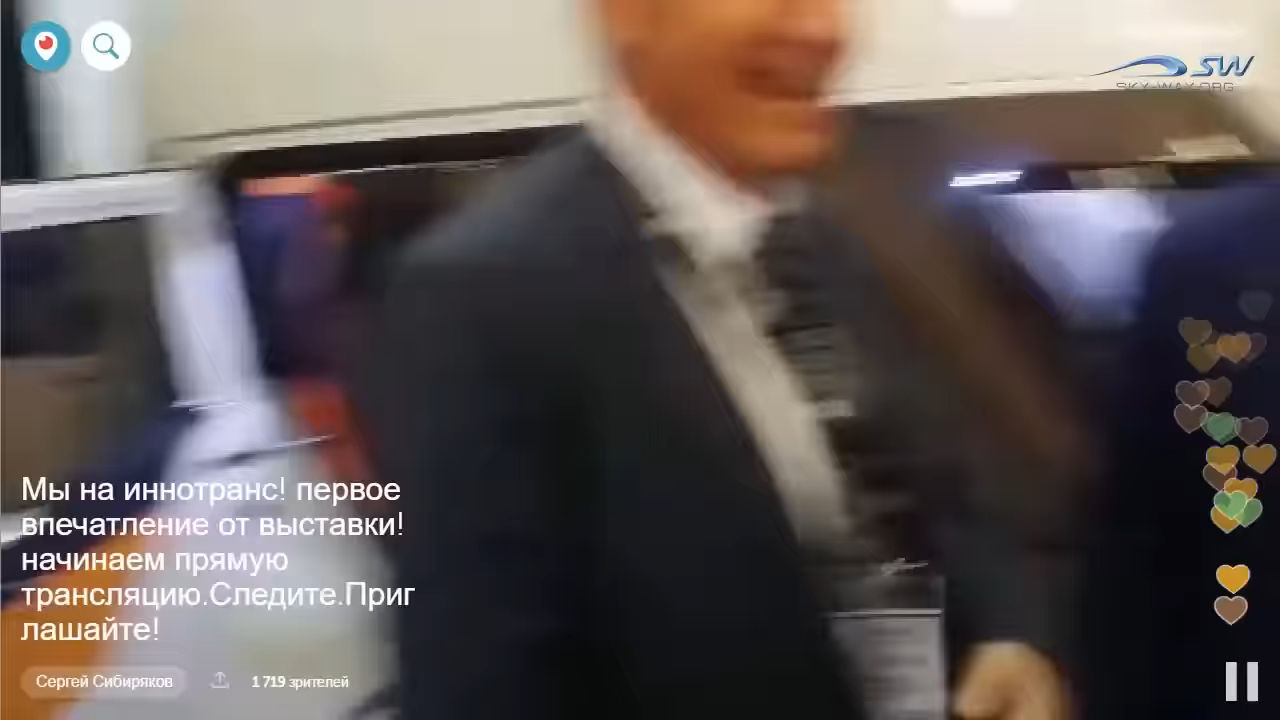 SW
SKY-WAY.ORG
Мы на иннотранс! первое
впечатление от выставки!
начинаем прямую
трансляцию.Следите.Приг
лашайте!
Сергей Сибиряков
1 719 зрителей